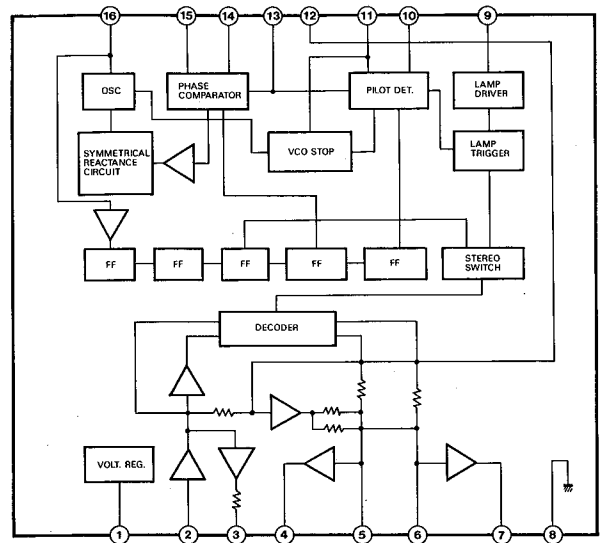 16 15 14 13 12 11 10 9
OSC
PHASE
COMPARATOR
PILOT DET.
LAMP
DRIVER
SYMMETRICAL
REACTANCE
CIRCUIT
VCO STOP
LAMP
TRIGGER
FF FF FF FF FF
STEREO
SWITCH
DECODER
VOLT. REG.
1 2 3 4 5 6 7 8